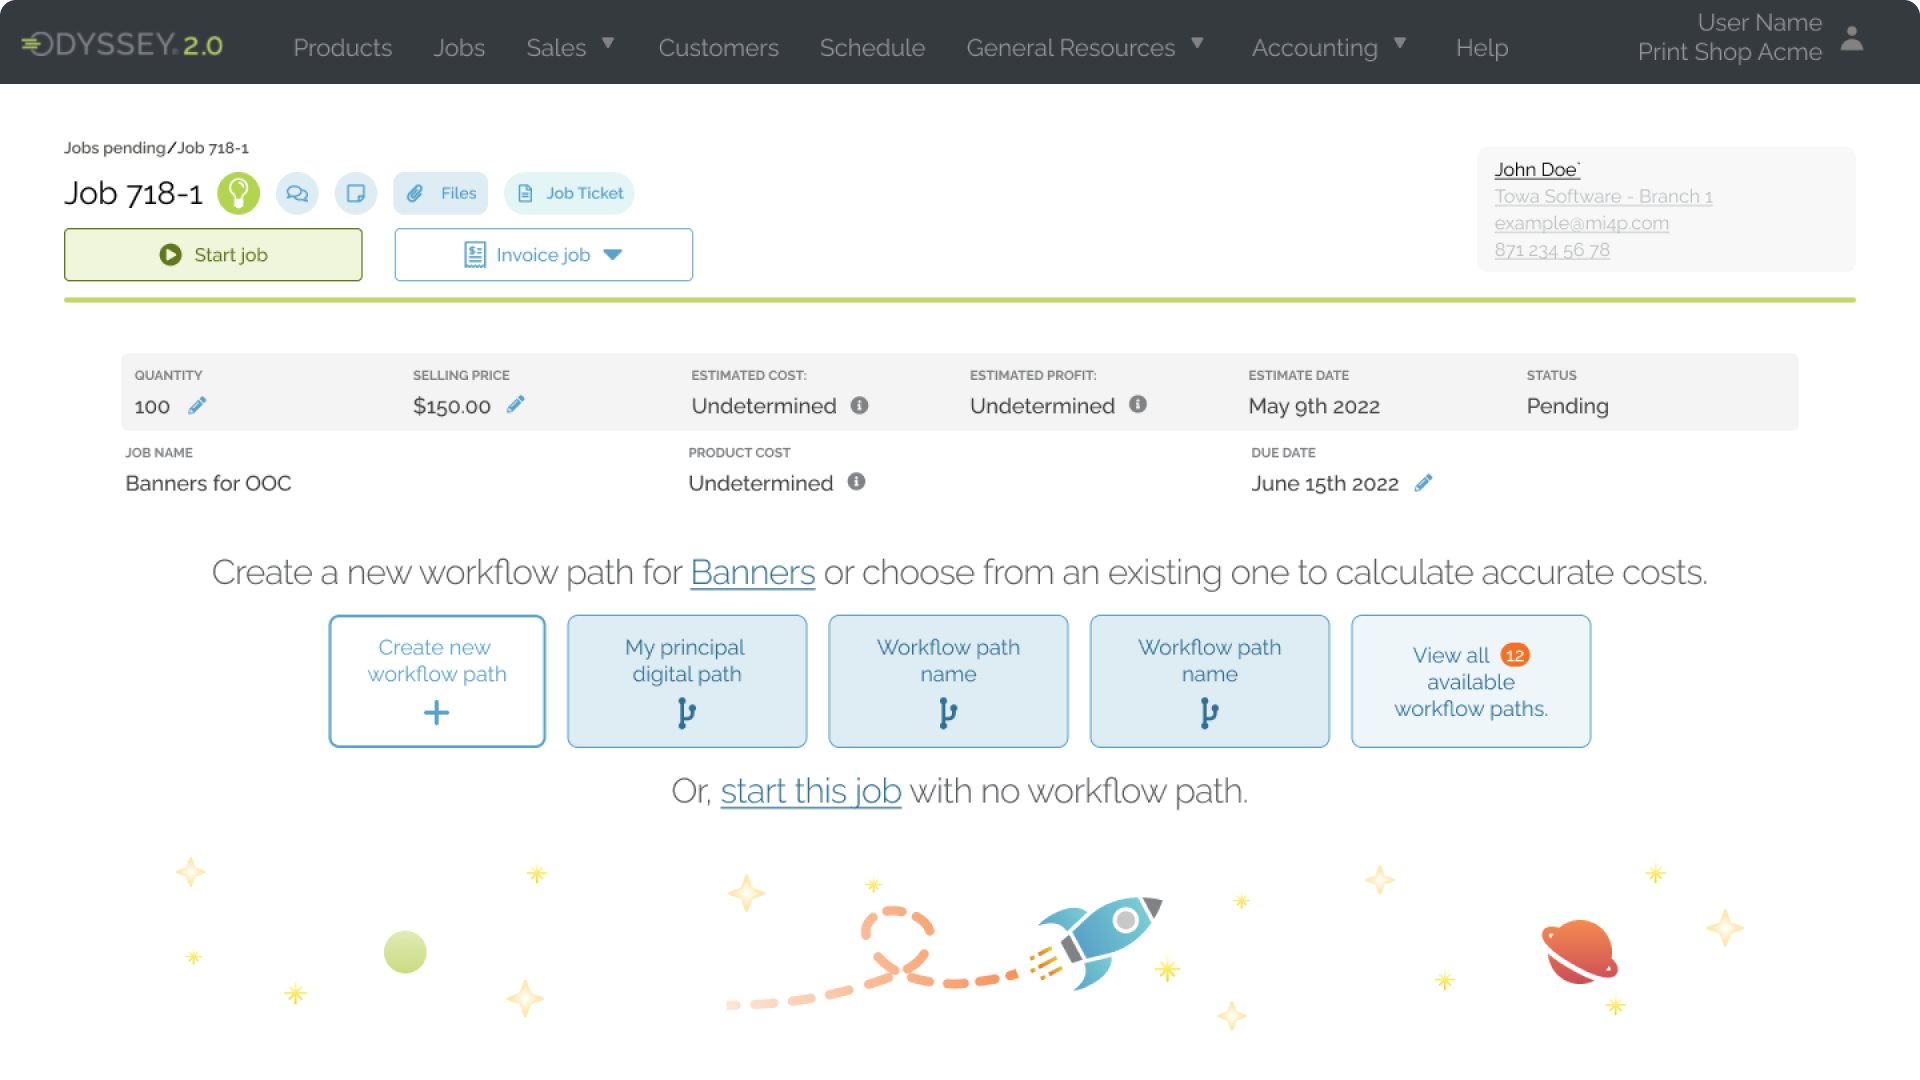 ODYSSEY. 2.0
Products Jobs Sales Customers Schedule General Resources Accounting Help
User Name
Print Shop Acme
Jobs pending/Job 718-1
Job 718-1 Files Job Ticket
Start job Invoice job
John Doe`
Towa Software - Branch 1
example@mi4p.com
871 234 56 78
QUANTITY SELLING PRICE ESTIMATED COST: ESTIMATED PROFIT: ESTIMATE DATE STATUS
100 $150.00 Undetermined Undetermined May 9th 2022 Pending
JOB NAME PRODUCT COST DUE DATE
Banners for OOC Undetermined June 15th 2022
Create a new workflow path for Banners or choose from an existing one to calculate accurate costs.
Create new
workflow path
My principal
digital path
Workflow path
name
Workflow path
name
View all 12
available
workflow paths.
Or, start this job with no workflow path.